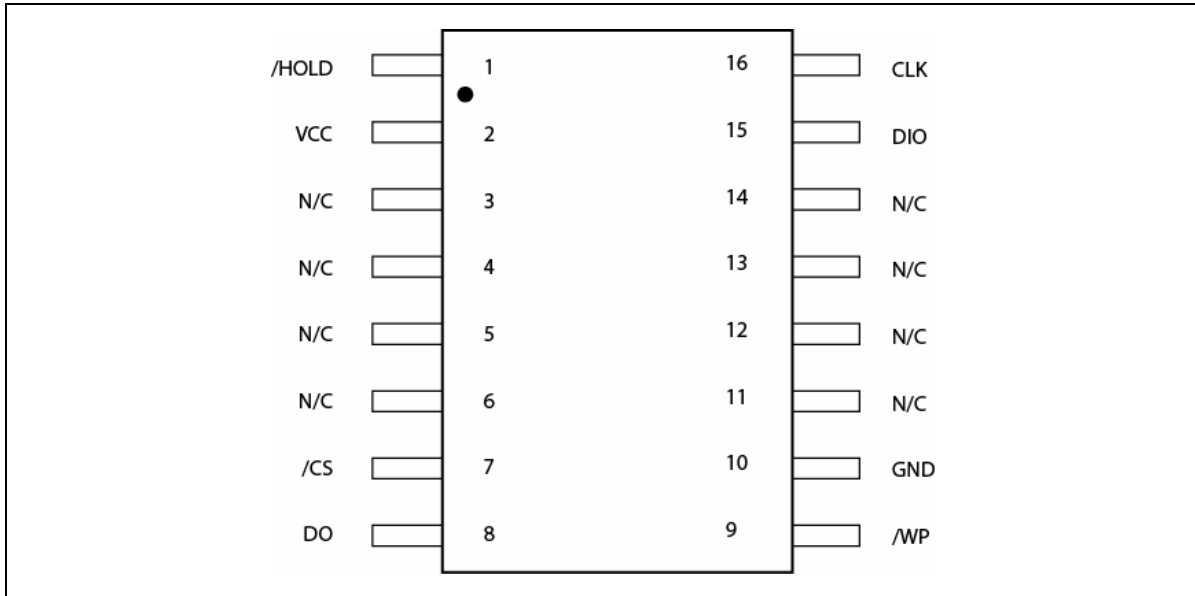 /HOLD 1 16 CLK
VCC 2 15 DIO
N/C 3 14 N/C
N/C 4 13 N/C
N/C 5 12 N/C
N/C 6 11 N/C
/CS 7 10 GND
DO 8 9 /WP